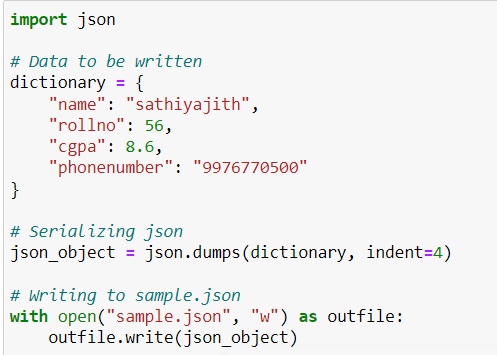 import json
# Data to be written
dictionary = {
    "name": "sathiyajith",
    "rollno": 56,
    "cgpa": 8.6,
    "phonenumber": "9976770500"
}
# Serializing json
json_object = json.dumps(dictionary, indent=4)
# Writing to sample.json
with open("sample.json", "w") as outfile:
    outfile.write(json_object)